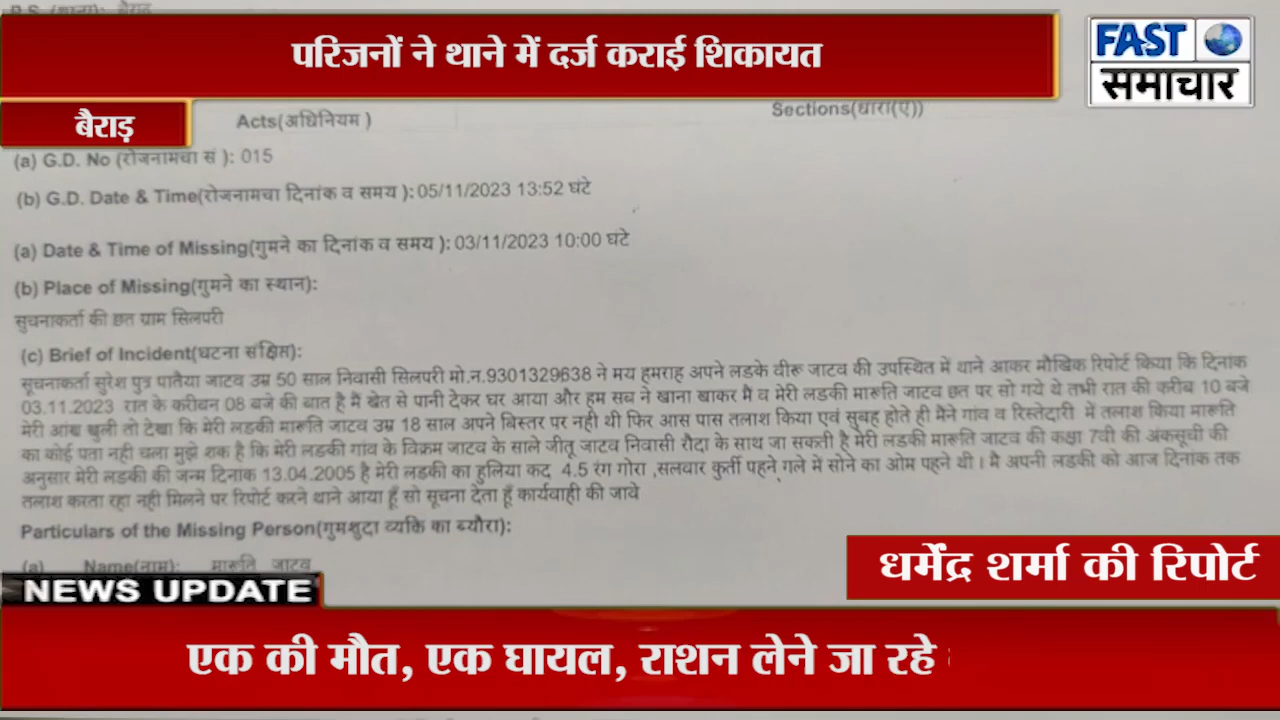 P.S. (थाना): बैराड़
परिजनों ने थाने में दर्ज कराई शिकायत
FAST
समाचार
बैराड़
Acts(अधिनियम )
Sections(धारा(ए))
(a) G.D. No (रोजनामचा सं ): 015
(b) G.D. Date & Time(रोजनामचा दिनांक व समय ): 05/11/2023 13:52 घंटे
(a) Date & Time of Missing(गुमने का दिनांक व समय ): 03/11/2023 10:00 घंटे
(b) Place of Missing(गुमने का स्थान):
सुचनाकर्ता की छत ग्राम सिलपरी
(c) Brief of Incident(घटना संक्षिप्त):
सूचनाकर्ता सुरेश पुत्र पातैया जाटव उम्र 50 साल निवासी सिलपरी मो.न.9301329638 ने मय हमराह अपने लडके वीरू जाटव की उपस्थित में थाने आकर मौखिक रिपोर्ट किया कि दिनांक
03.11.2023 रात के करीबन 08 बजे की बात है मैं खेत से पानी देकर घर आया और हम सब ने खाना खाकर मै व मेरी लडकी मारूति जाटव छत पर सो गये थे तभी रात की करीब 10 बजे
मेरी आंख खुली तो देखा कि मेरी लडकी मारूति जाटव उम्र 18 साल अपने बिस्तर पर नही थी फिर आस पास तलाश किया एवं सुबह होते ही मैंने गांव व रिस्तेदारी में तलाश किया मारूति
का कोई पता नही चला मुझे शक है कि मेरी लडकी गांव के विक्रम जाटव के साले जीतू जाटव निवासी रौदा के साथ जा सकती है मेरी लडकी मारूति जाटव की कक्षा 7वी की अंकसूची की
अनुसार मेरी लडकी की जन्म दिनांक 13.04.2005 है मेरी लडकी का हुलिया कद 4.5 रंग गोरा ,सलवार कुर्ती पहने गले में सोने का ओम पहने थी । मै अपनी लडकी को आज दिनांक तक
तलाश करता रहा नही मिलने पर रिपोर्ट करने थाने आया हूँ सो सूचना देता हूँ कार्यवाही की जावे
Particulars of the Missing Person(गुमशुदा व्यक्ति का ब्यौरा):
(a) Name(नाम): मारूति जाटव
धर्मेंद्र शर्मा की रिपोर्ट
NEWS UPDATE
एक की मौत, एक घायल, राशन लेने जा रहे